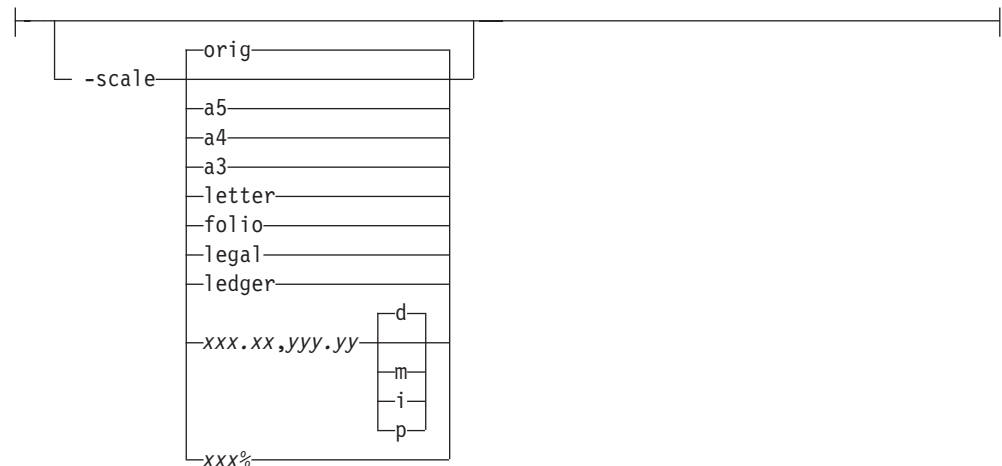 orig
-scale
a5
a4
a3
letter
folio
legal
ledger
d
xxx.xx,yyy.yy
m
i
p
xxx%